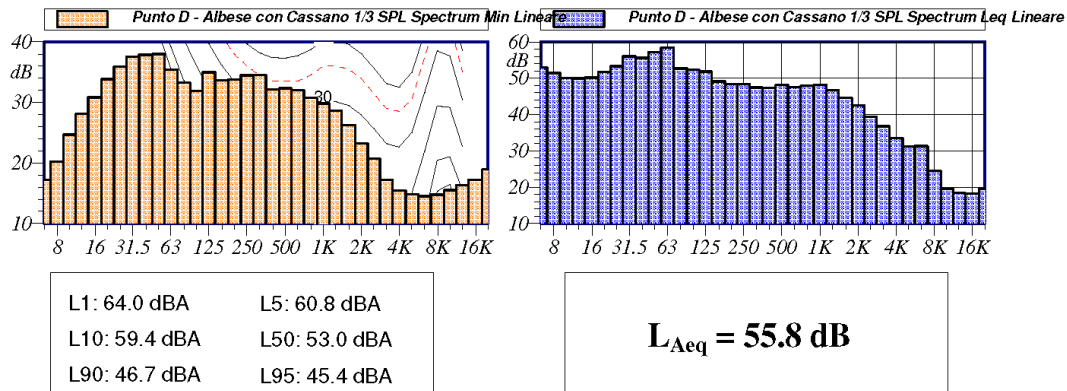 Punto D - Albese con Cassano 1/3 SPL Spectrum Min Lineare
Punto D - Albese con Cassano 1/3 SPL Spectrum Leq Lineare
40
dB
30
20
10
30
8 16 31.5 63 125 250 500 1K 2K 4K 8K 16K
60
dB
50
40
30
20
10
8 16 31.5 63 125 250 500 1K 2K 4K 8K 16K
L1: 64.0 dBA L5: 60.8 dBA
L10: 59.4 dBA L50: 53.0 dBA
L90: 46.7 dBA L95: 45.4 dBA
LAeq = 55.8 dB